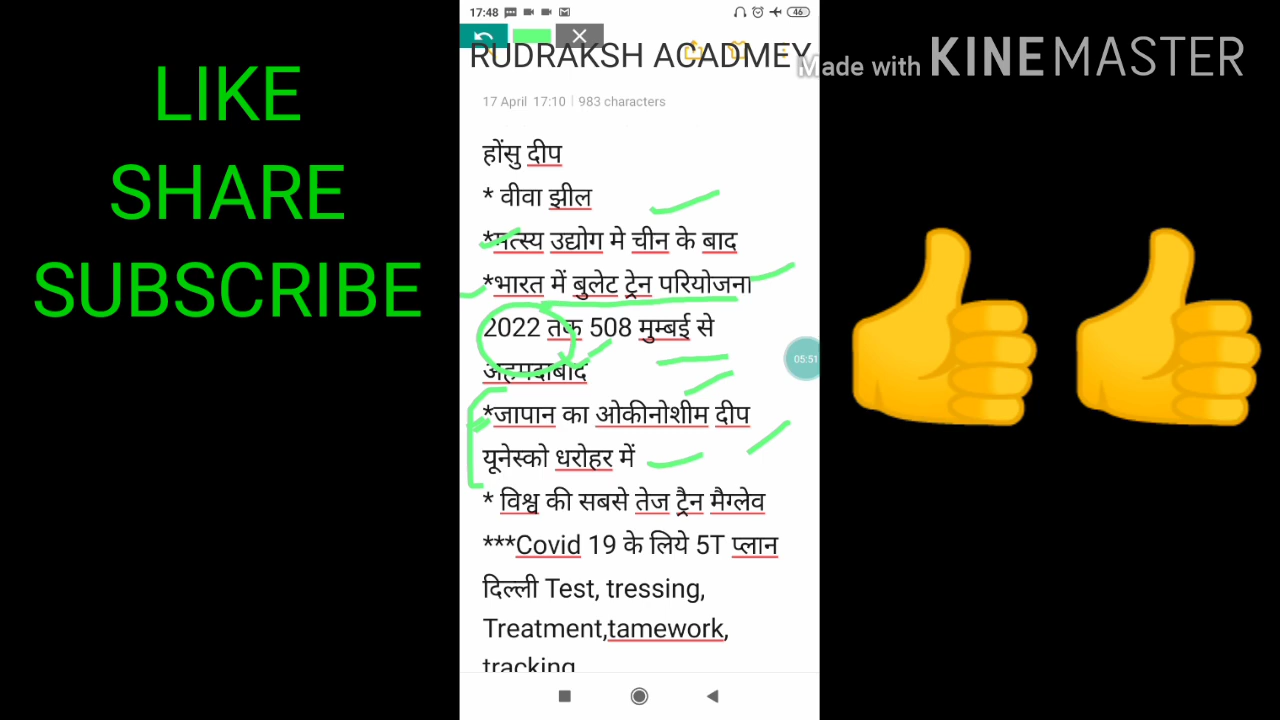 LIKE
SHARE
SUBSCRIBE
17:48
46
RUDRAKSH ACADMEY
Made with KINEMASTER
17 April 17:10 | 983 characters
होंसु दीप
* वीवा झील
*मत्स्य उद्योग मे चीन के बाद
*भारत में बुलेट ट्रेन परियोजना
2022 तक 508 मुम्बई से
अहमदाबाद
05:51
*जापान का ओकीनोशीम दीप
यूनेस्को धरोहर में
* विश्व की सबसे तेज ट्रैन मैग्लेव
***Covid 19 के लिये 5T प्लान
दिल्ली Test, tressing,
Treatment,tamework,
tracking